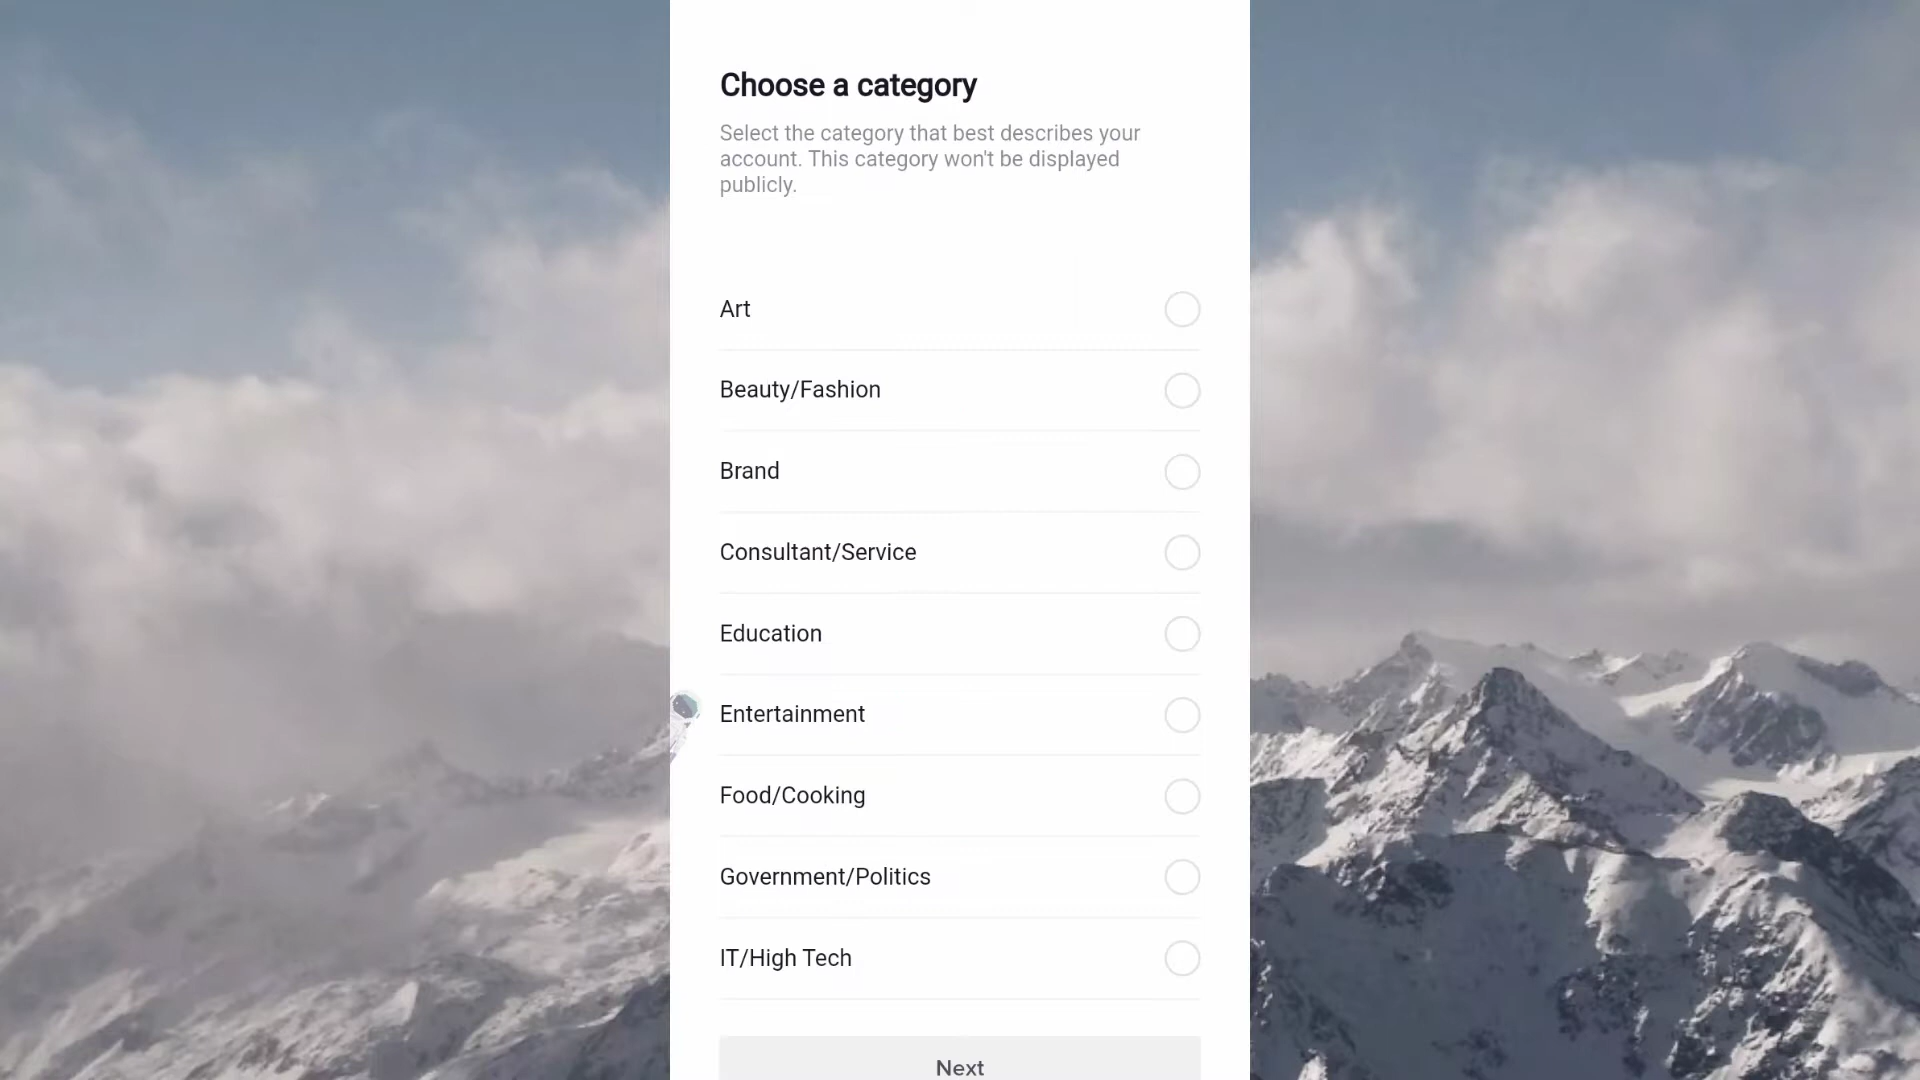 Choose a category
Select the category that best describes your
account. This category won't be displayed
publicly.
Art
Beauty/Fashion
Brand
Consultant/Service
Education
Entertainment
Food/Cooking
Government/Politics
IT/High Tech
Next